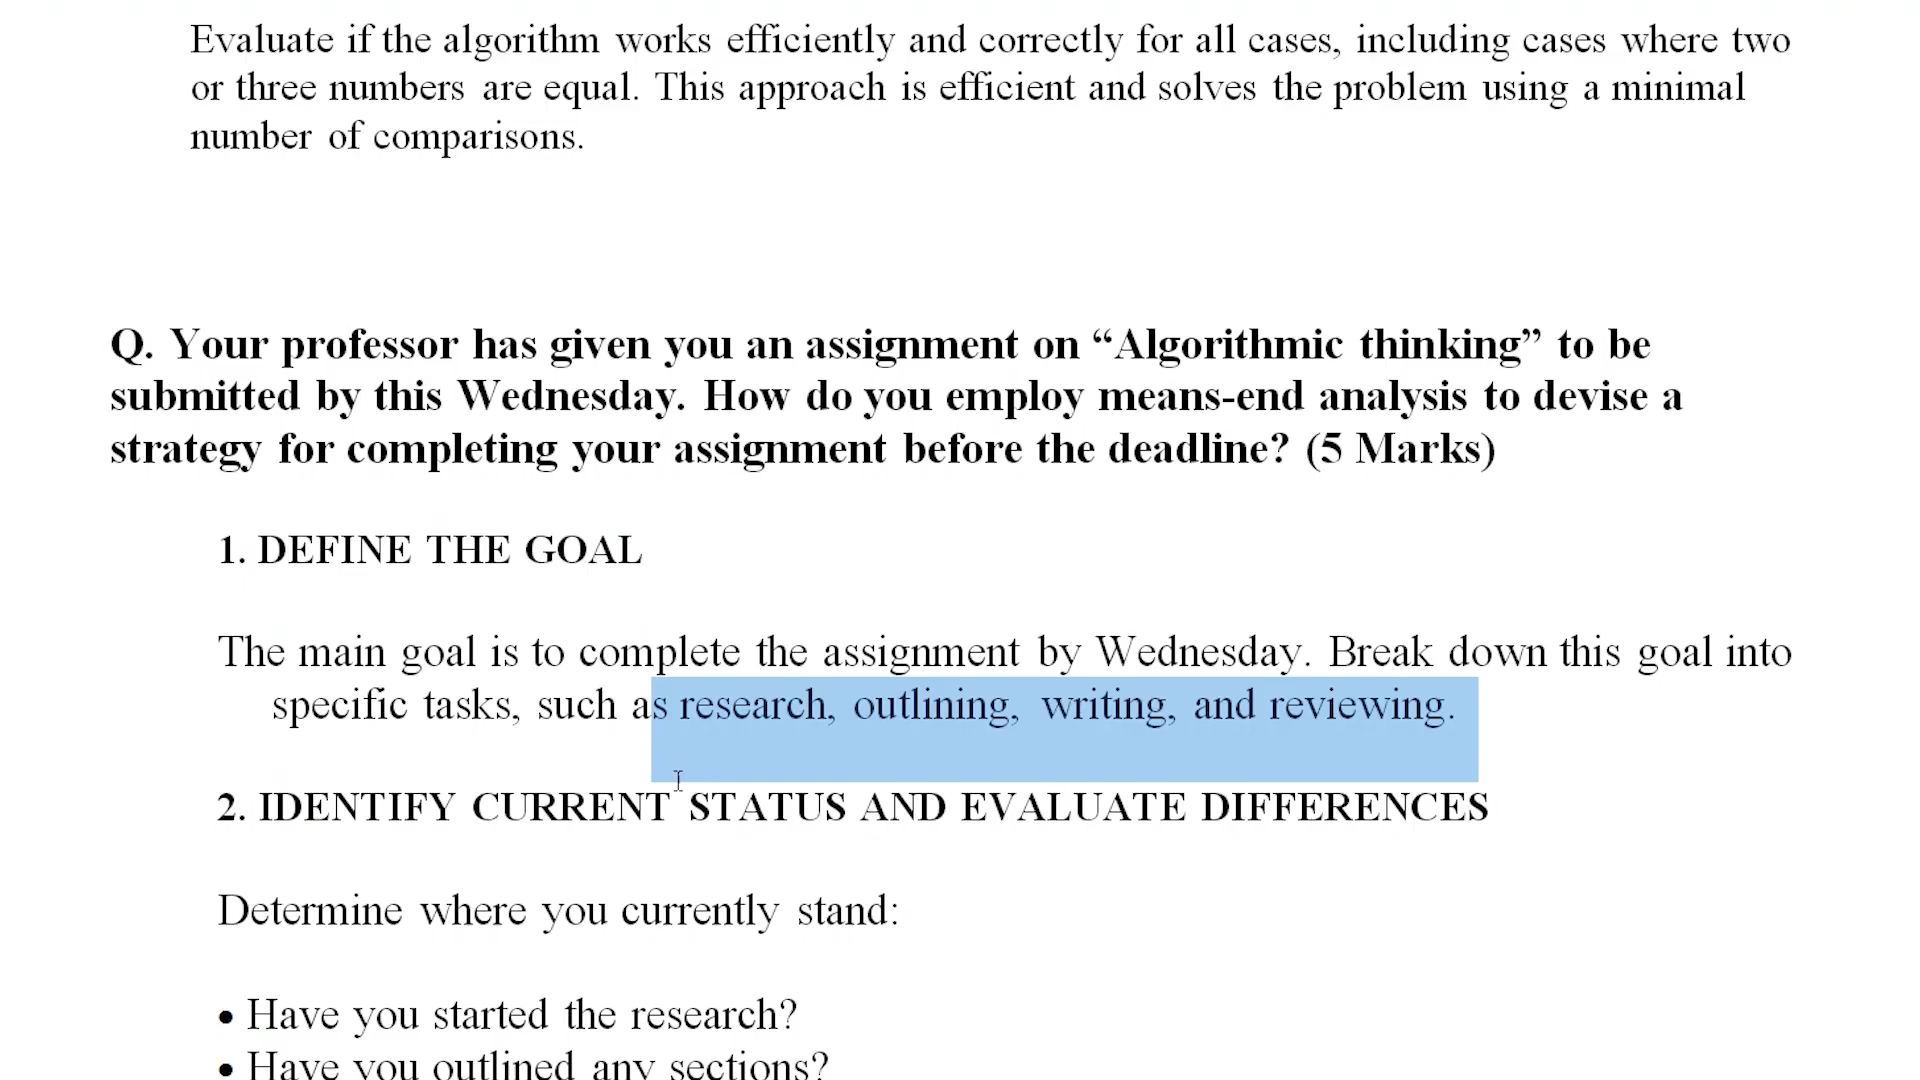 Evaluate if the algorithm works efficiently and correctly for all cases, including cases where two
or three numbers are equal. This approach is efficient and solves the problem using a minimal
number of comparisons.
Q. Your professor has given you an assignment on “Algorithmic thinking” to be
submitted by this Wednesday. How do you employ means-end analysis to devise a
strategy for completing your assignment before the deadline? (5 Marks)
1. DEFINE THE GOAL
The main goal is to complete the assignment by Wednesday. Break down this goal into
specific tasks, such as research, outlining, writing, and reviewing.
2. IDENTIFY CURRENT STATUS AND EVALUATE DIFFERENCES
Determine where you currently stand:
• Have you started the research?
• Have you outlined any sections?